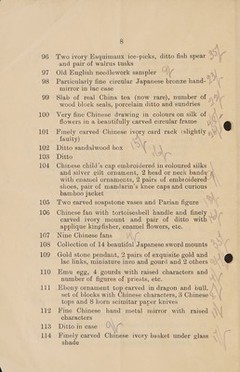 8
96 Two ivory Esquimaux ice-picks, ditto fish spear
and pair of walrus tusks
97 Old English needlework sampler
98 Particularly fine circular Japanese bronze hand-
mirror in lac case
99 Slab of real China tea (now rare), number of
wood block seals, porcelain ditto and sundries
100 Very fine Chinese drawing in colours on silk of
flowers in a beautifully carved circular frame
101 Finely carved Chinese ivory card rack (slightly
faulty)
102 Ditto sandalwood box
103 Ditto
104 Chinese child's cap embroidered in coloured silks
and silver gilt ornament, 2 bead or neck bands
with enamel ornaments, 2 pairs of embroidered
shoes, pair of mandarin's knee caps and curious
bamboo jacket
105 Two carved soapstone vases and Parian figure
106 Chinese fan with tortoiseshell handle and finely
carved ivory mount and pair of ditto with
applique kingfisher, enamel flowers, etc.
107 Nine Chinese fans
108 Collection of 14 beautiful Japanese sword mounts
109 Gold stone pendant, 2 pairs of exquisite gold and
lac links, miniature inro and gourd and 2 others
110 Emu egg, 4 gourds with raised characters and
number of figures of priests, etc.
111 Ebony ornament top carved in dragon and bull,
set of blocks with Chinese characters, 3 Chinese
tops and 8 horn scimitar paper knives
112 Fine Chinese hand metal mirror with raised
characters
113 Ditto in case
114 Finely carved Chinese ivory basket under glass
shade